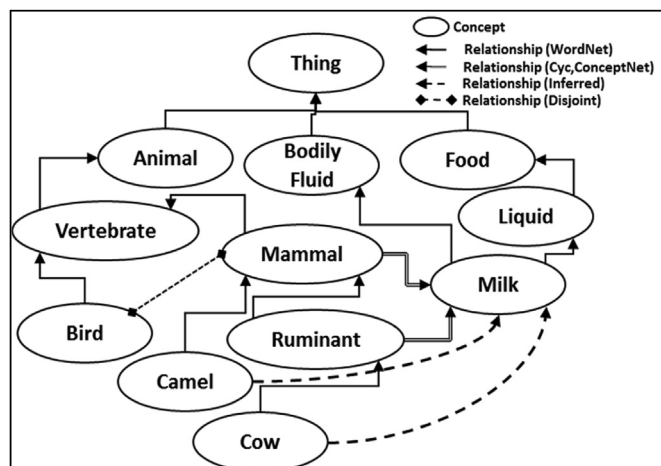 Concept
Relationship (WordNet)
Relationship (Cyc,ConceptNet)
Relationship (Inferred)
Relationship (Disjoint)
Thing
Animal
Bodily
Fluid
Food
Vertebrate
Liquid
Mammal
Milk
Bird
Ruminant
Camel
Cow